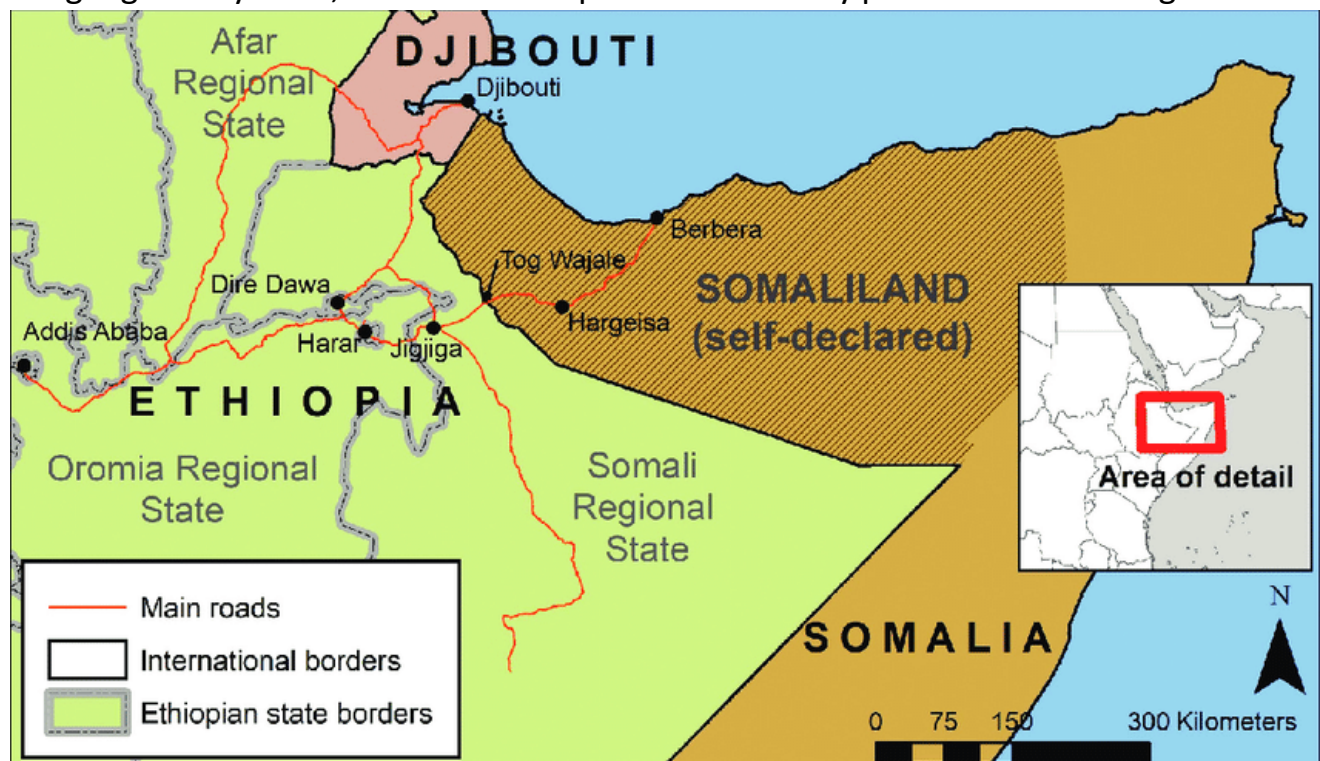 Afar
Regional
State
DJIBOUTI
Djibouti
Berbera
Tog Wajale
Dire Dawa
SOMALILAND
(self-declared)
Hargeisa
Addis Ababa
Harar
Jigjiga
ETHIOPIA
Oromia Regional
State
Somali
Regional
State
Area of detail
Main roads
International borders
Ethiopian state borders
SOMALIA
N
0 75 150 300 Kilometers